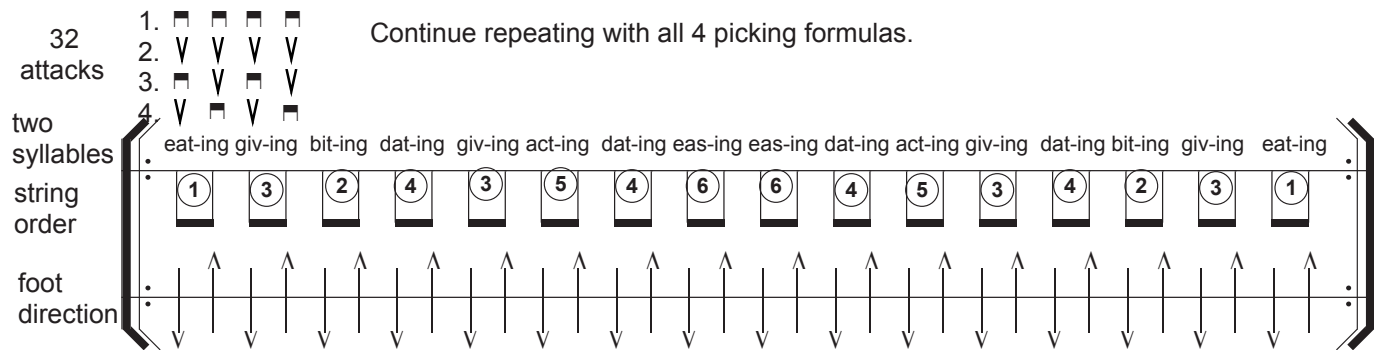 32
attacks
1.
2.
3.
4.
Continue repeating with all 4 picking formulas.
two
syllables
eat-ing giv-ing bit-ing dat-ing giv-ing act-ing dat-ing eas-ing eas-ing dat-ing act-ing giv-ing dat-ing bit-ing giv-ing eat-ing
string
order
1 3 2 4 3 5 4 6 6 4 5 3 4 2 3 1
foot
direction